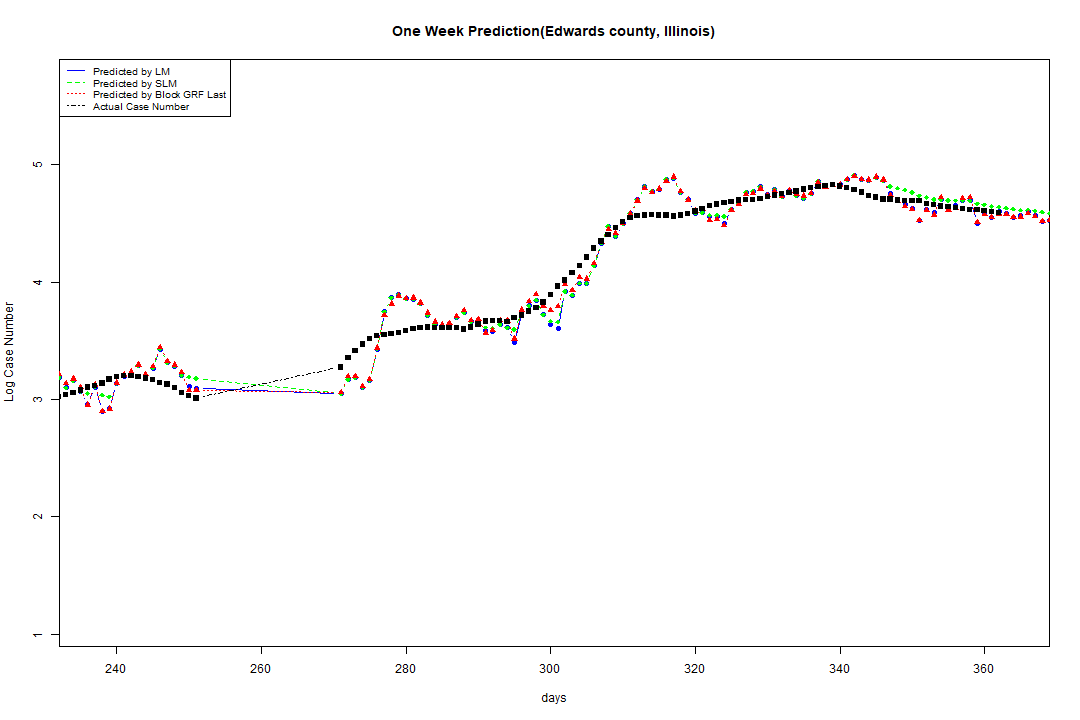 One Week Prediction(Edwards county, Illinois)
Predicted by LM
Predicted by SLM
Predicted by Block GRF Last
Actual Case Number
Log Case Number
5
4
3
2
1
240 260 280 300 320 340 360
days